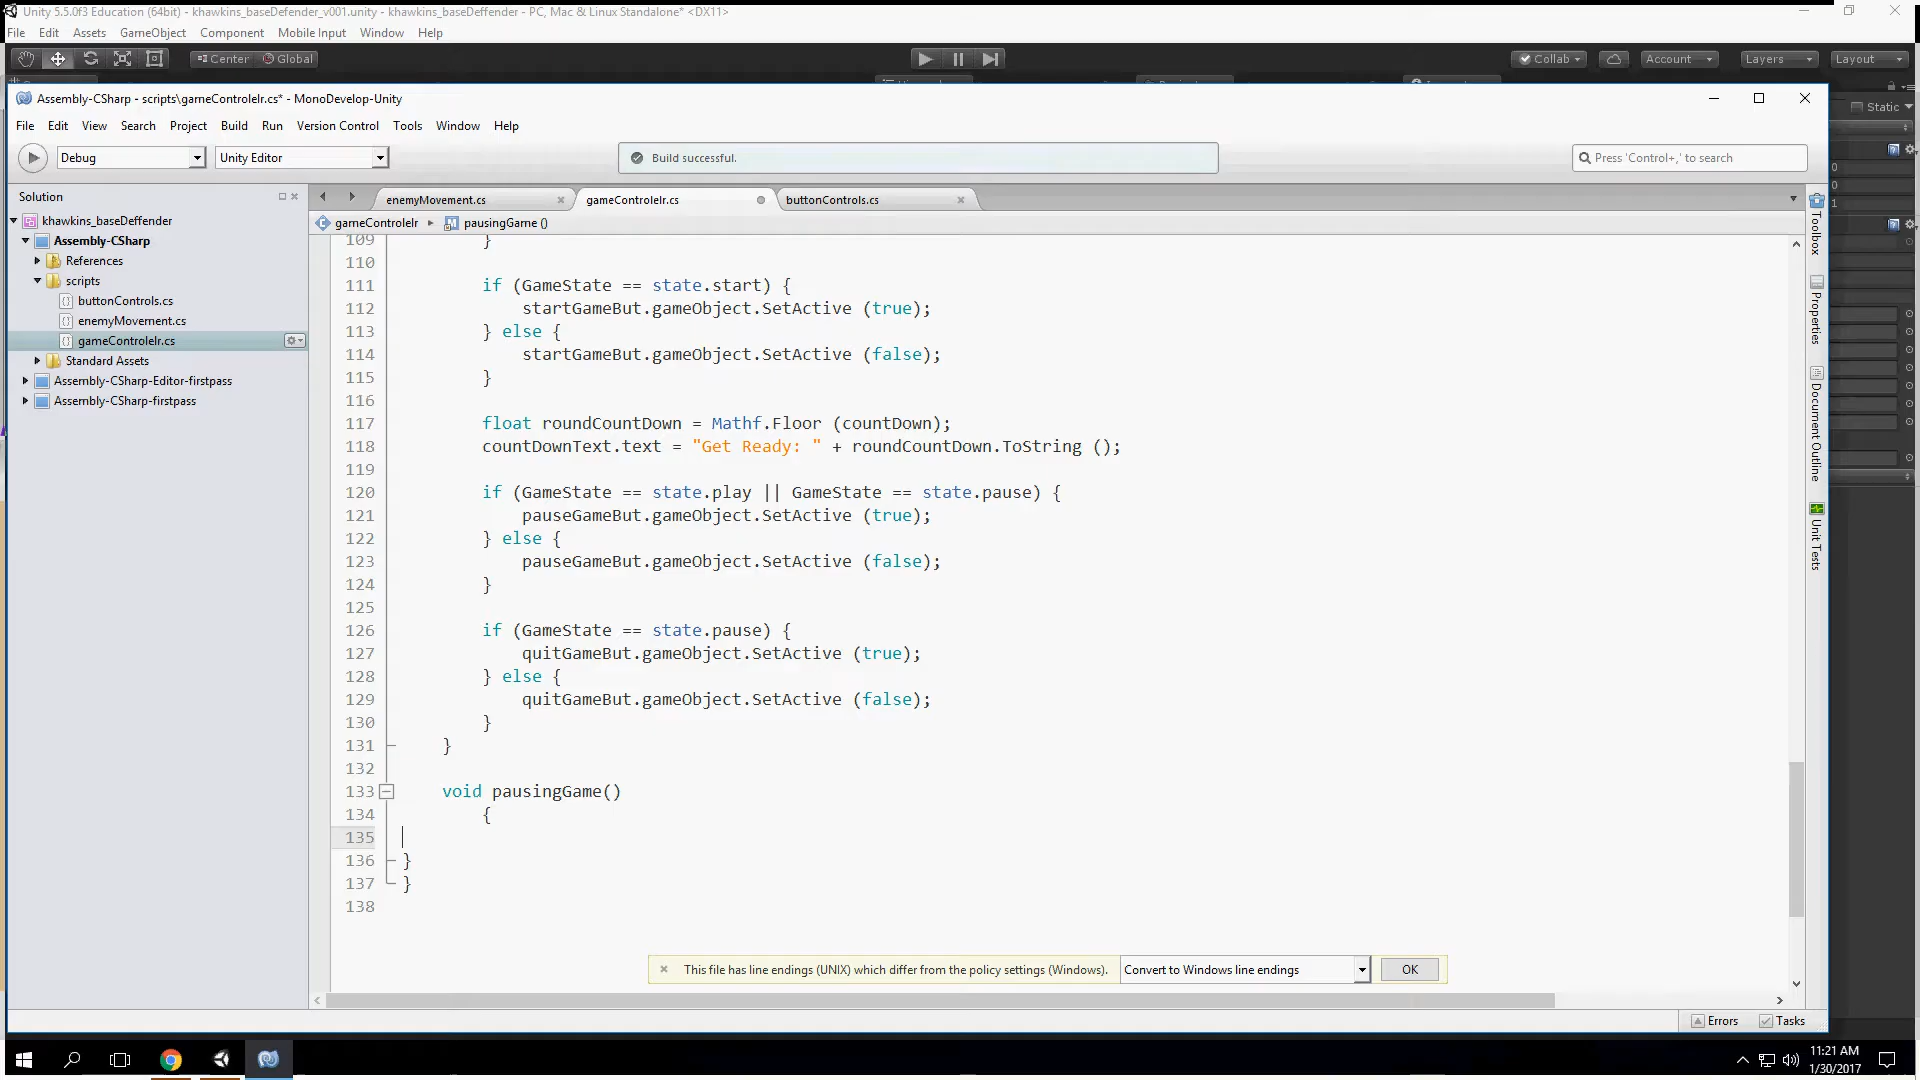 Unity 5.5.0f3 Education (64bit) - khawkins_baseDefender_v001.unity - khawkins_baseDeffender - PC, Mac & Linux Standalone* <DX11>
File Edit Assets GameObject Component Mobile Input Window Help
Center Global Collab Account Layers Layout
Static
Assembly-CSharp - scripts\gameControlelr.cs* - MonoDevelop-Unity
File Edit View Search Project Build Run Version Control Tools Window Help
Debug Unity Editor Build successful. Press 'Control+,' to search
Solution
khawkins_baseDeffender
Assembly-CSharp
References
scripts
buttonControls.cs
enemyMovement.cs
gameControlelr.cs
Standard Assets
Assembly-CSharp-Editor-firstpass
Assembly-CSharp-firstpass
enemyMovement.cs gameControlelr.cs buttonControls.cs
gameControlelr pausingGame ()
109 }
110
111 if (GameState == state.start) {
112 startGameBut.gameObject.SetActive (true);
113 } else {
114 startGameBut.gameObject.SetActive (false);
115 }
116
117 float roundCountDown = Mathf.Floor (countDown);
118 countDownText.text = "Get Ready: " + roundCountDown.ToString ();
119
120 if (GameState == state.play || GameState == state.pause) {
121 pauseGameBut.gameObject.SetActive (true);
122 } else {
123 pauseGameBut.gameObject.SetActive (false);
124 }
125
126 if (GameState == state.pause) {
127 quitGameBut.gameObject.SetActive (true);
128 } else {
129 quitGameBut.gameObject.SetActive (false);
130 }
131 }
132
133 void pausingGame()
134 {
135
136 }
137 }
138
This file has line endings (UNIX) which differ from the policy settings (Windows). Convert to Windows line endings OK
Toolbox
Properties
Document Outline
Unit Tests
0
0
1
Errors Tasks
11:21 AM
1/30/2017